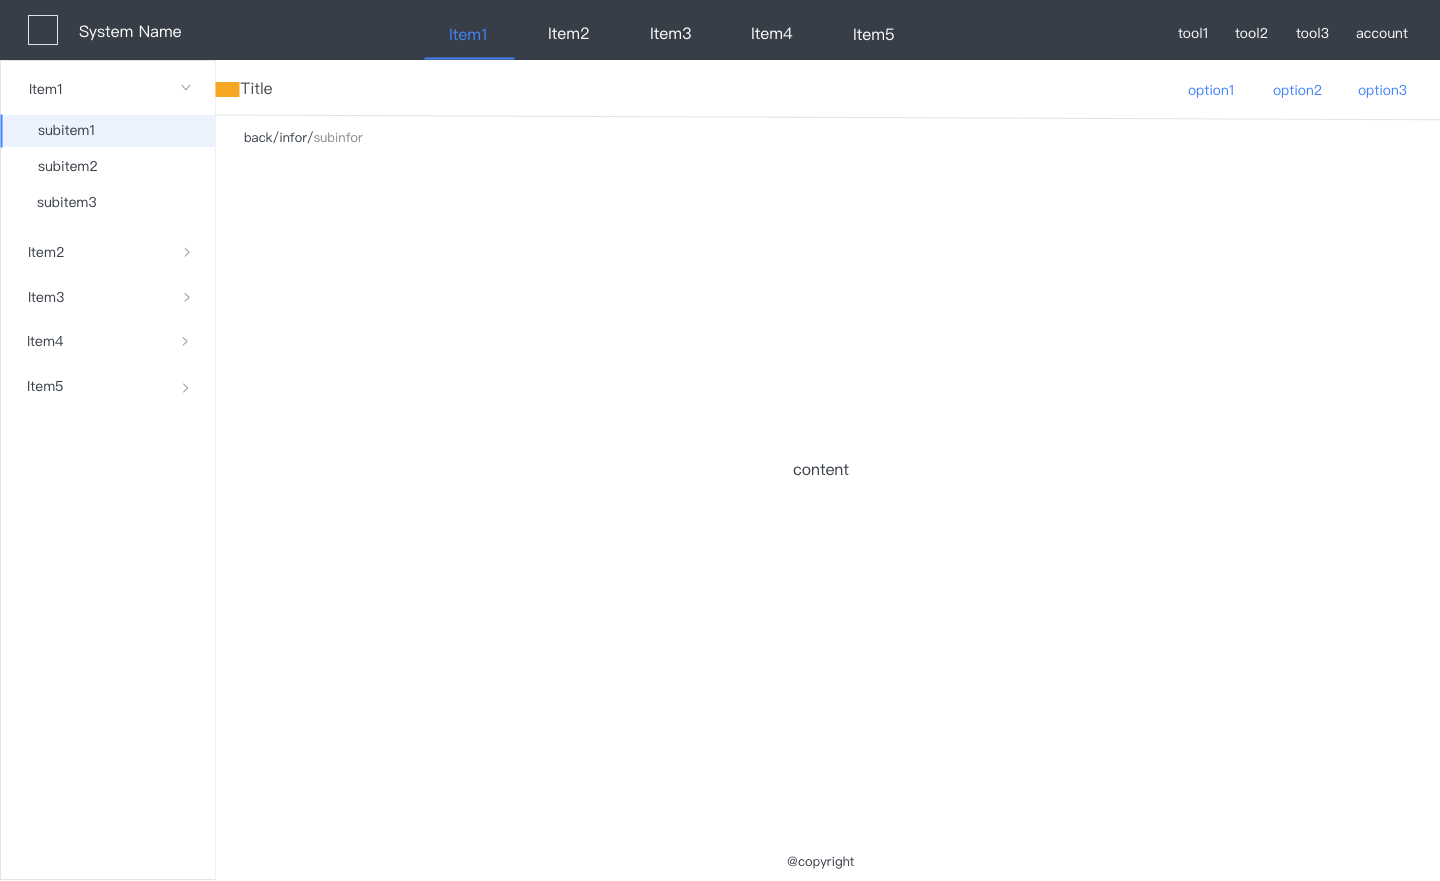 System Name Item1 Item2 Item3 Item4 Item5 tool1 tool2 tool3 account
Item1
subitem1
subitem2
subitem3
Item2
Item3
Item4
Item5
Title option1 option2 option3
back/infor/subinfor
content
@copyright